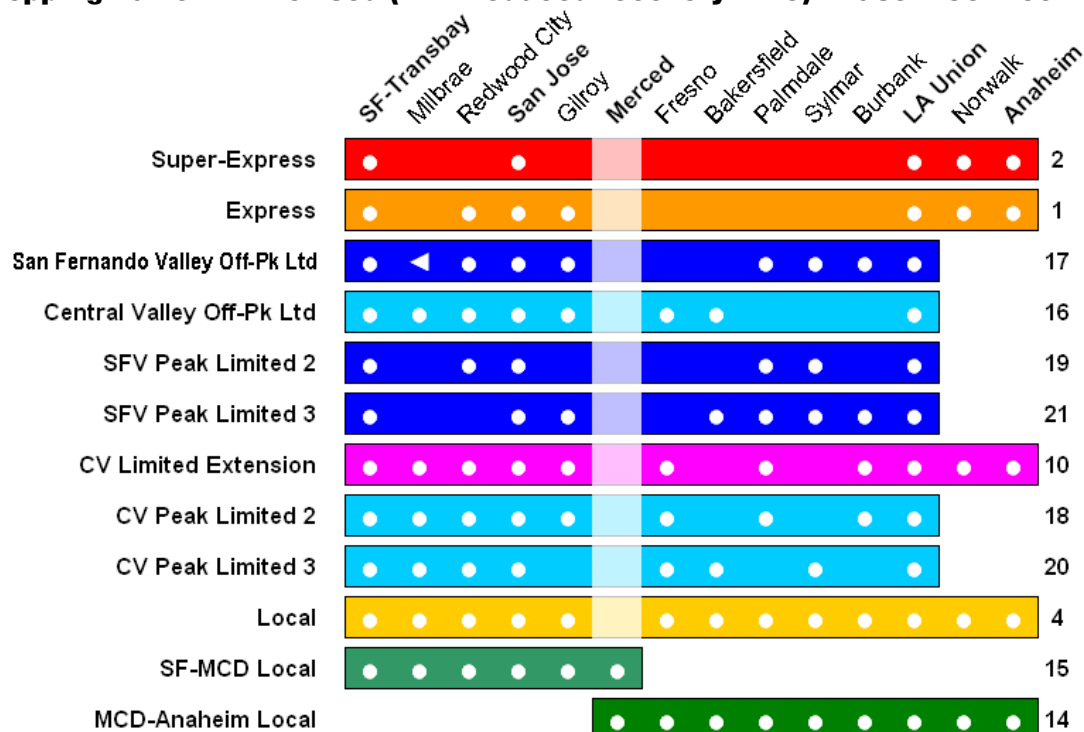 SF-Transbay
Milbrae
Redwood City
San Jose
Gilroy
Merced
Fresno
Bakersfield
Palmdale
Sylmar
Burbank
LA Union
Norwalk
Anaheim
Super-Express 2
Express 1
San Fernando Valley Off-Pk Ltd 17
Central Valley Off-Pk Ltd 16
SFV Peak Limited 2 19
SFV Peak Limited 3 21
CV Limited Extension 10
CV Peak Limited 2 18
CV Peak Limited 3 20
Local 4
SF-MCD Local 15
MCD-Anaheim Local 14